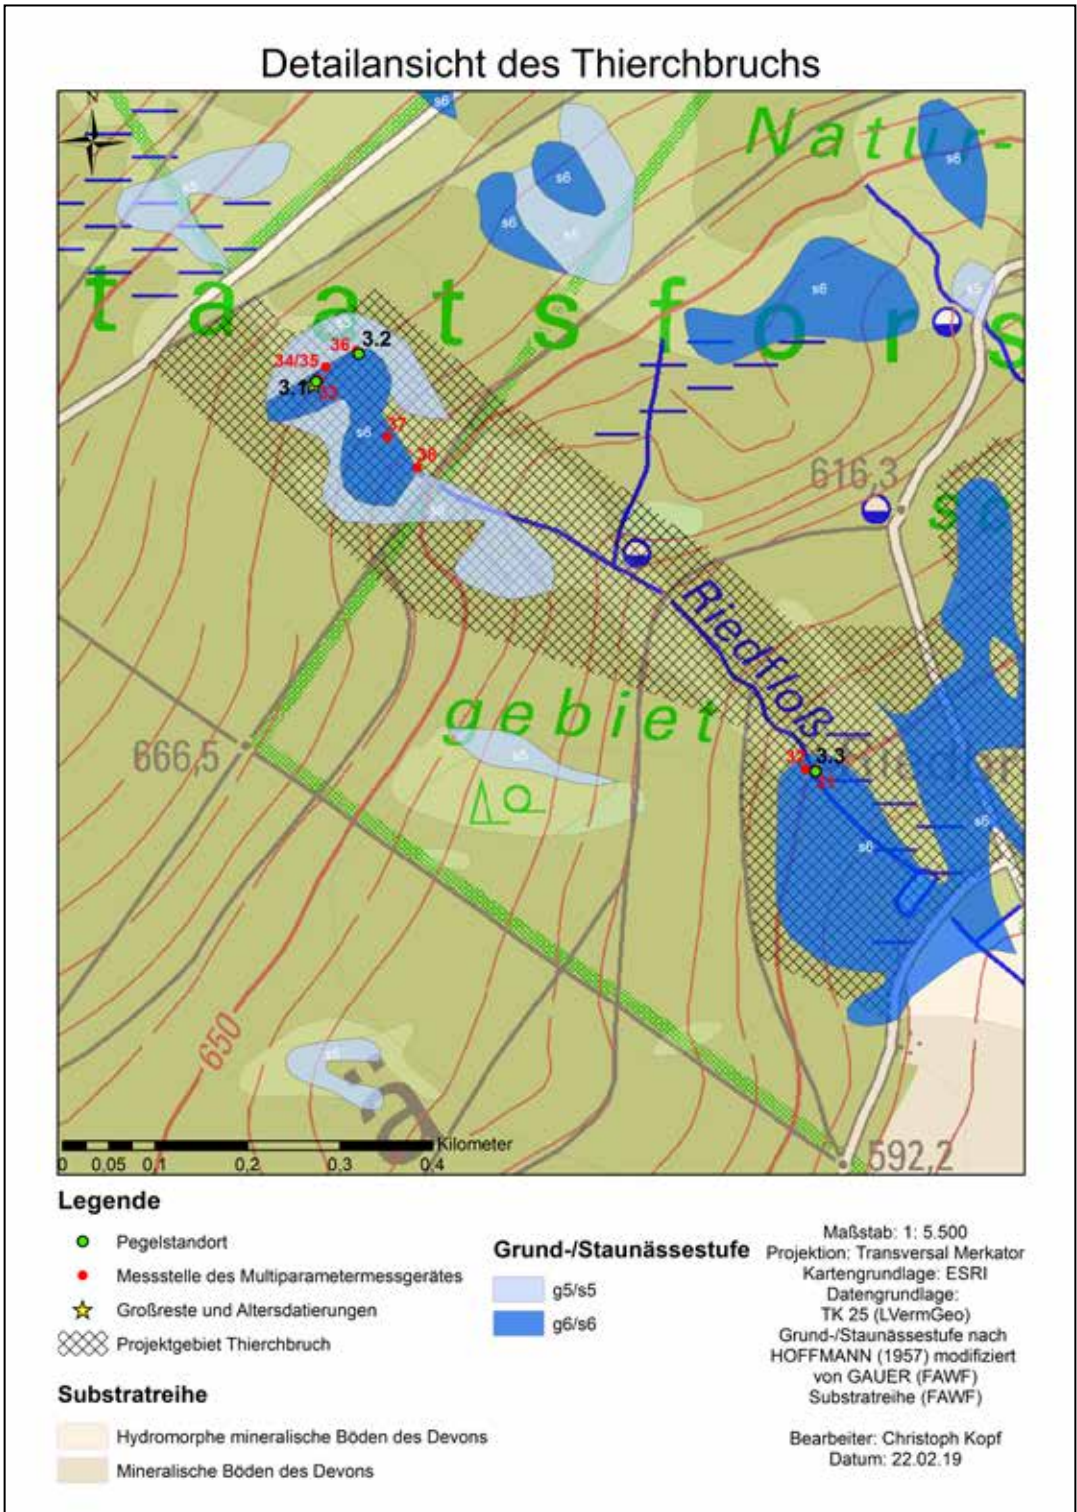 Detailansicht des Thierchbruchs
N
s6
Natur-
s5
s6
s6
s6
s6
s6
s5
taatsfors
36
3.2
34/35
3.1
33
s6
37
38
616,3
sc
Riedfloß
gebiet
666,5
s5
32
3.3
31
s6
s6
650
592,2
Kilometer
0 0,05 0,1 0,2 0,3 0,4
Legende
Pegelstandort
Messstelle des Multiparametermessgerätes
Großreste und Altersdatierungen
Projektgebiet Thierchbruch
Substratreihe
Hydromorphe mineralische Böden des Devons
Mineralische Böden des Devons
Grund-/Staunässestufe
g5/s5
g6/s6
Maßstab: 1: 5.500
Projektion: Transversal Merkator
Kartengrundlage: ESRI
Datengrundlage:
TK 25 (LVermGeo)
Grund-/Staunässestufe nach
HOFFMANN (1957) modifiziert
von GAUER (FAWF)
Substratreihe (FAWF)
Bearbeiter: Christoph Kopf
Datum: 22.02.19